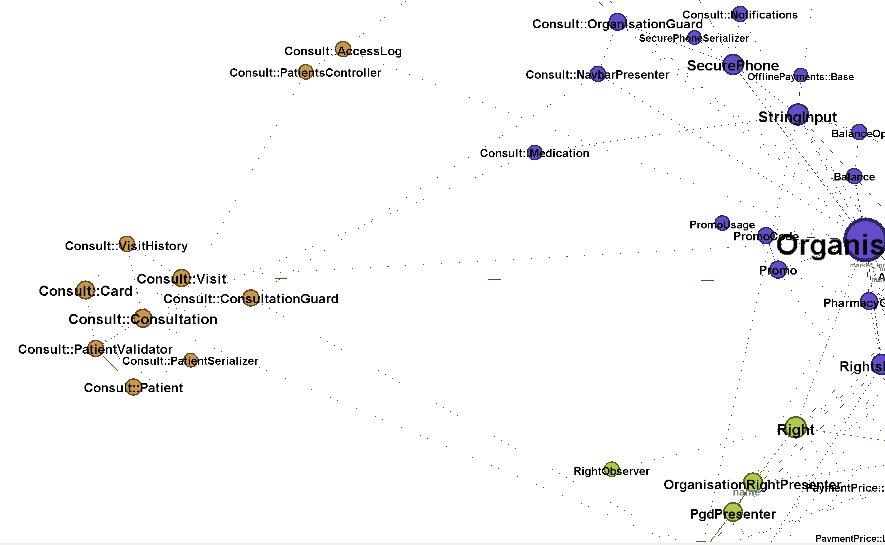 Consult::Notifications
Consult::OrganisationGuard
SecurePhoneSerializer
Consult::AccessLog
SecurePhone
Consult::PatientsController
Consult::NavbarPresenter
OfflinePayments::Base
StringInput
BalanceOp
Consult::Medication
Balance
PromoUsage
PromoCode
Organis
Consult::VisitHistory
Promo
Consult::Visit
Consult::Card
Consult::ConsultationGuard
PharmacyG
Consult::Consultation
Consult::PatientValidator
Consult::PatientSerializer
Rights
Consult::Patient
Right
RightObserver
OrganisationRightPresenter
PaymentPrice::
name
PgdPresenter
PaymentPrice::L